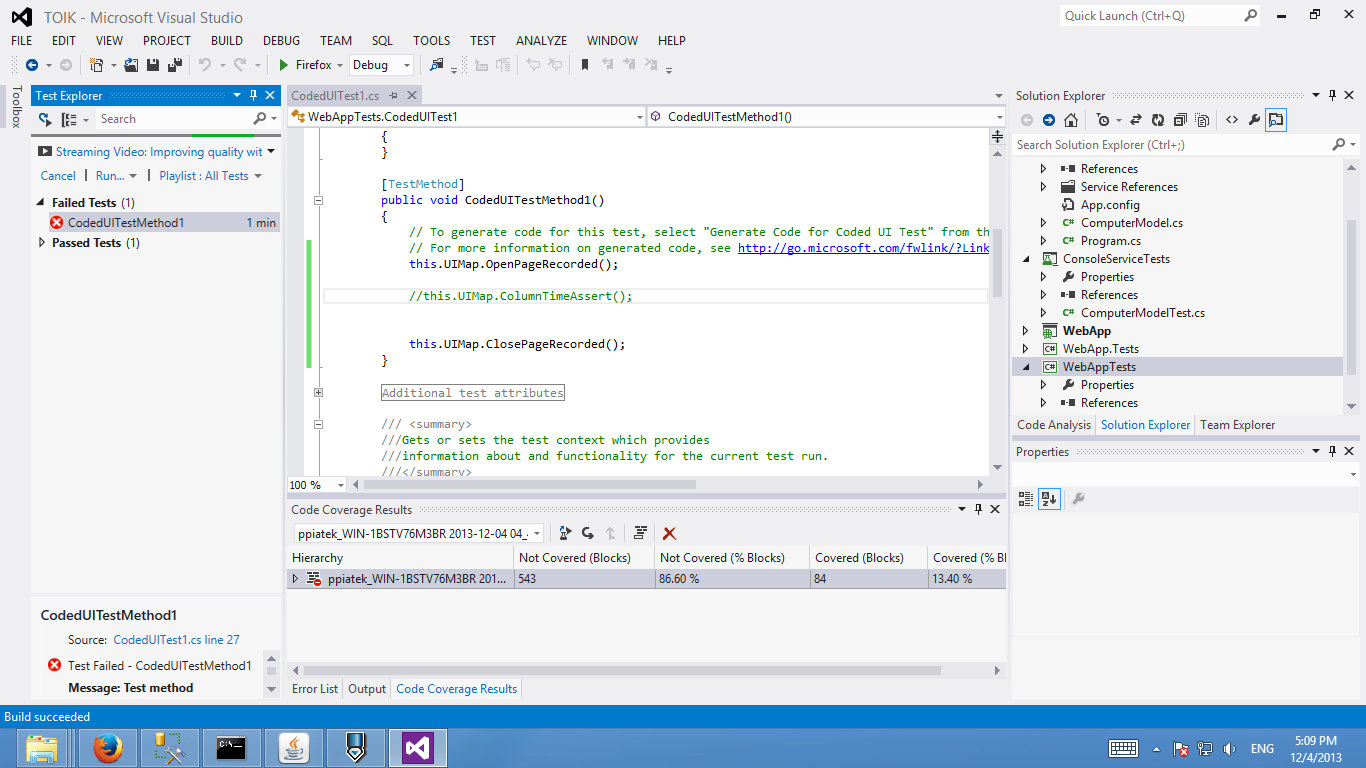 TOIK - Microsoft Visual Studio
Quick Launch (Ctrl+Q)
FILE EDIT VIEW PROJECT BUILD DEBUG TEAM SQL TOOLS TEST ANALYZE WINDOW HELP
Firefox Debug
Toolbox
Test Explorer
Search
Streaming Video: Improving quality wit
Cancel | Run... | Playlist : All Tests
Failed Tests (1)
CodedUITestMethod1 1 min
Passed Tests (1)
CodedUITestMethod1
Source: CodedUITest1.cs line 27
Test Failed - CodedUITestMethod1
Message: Test method
CodedUITest1.cs
WebAppTests.CodedUITest1 CodedUITestMethod1()
{
}
[TestMethod]
public void CodedUITestMethod1()
{
// To generate code for this test, select "Generate Code for Coded UI Test" from th
// For more information on generated code, see http://go.microsoft.com/fwlink/?Link
this.UIMap.OpenPageRecorded();
//this.UIMap.ColumnTimeAssert();
this.UIMap.ClosePageRecorded();
}
Additional test attributes
/// <summary>
///Gets or sets the test context which provides
///information about and functionality for the current test run.
///</summary>
100 %
Code Coverage Results
ppiatek_WIN-1BSTV76M3BR 2013-12-04 04_
Hierarchy Not Covered (Blocks) Not Covered (% Blocks) Covered (Blocks) Covered (% Bl
ppiatek_WIN-1BSTV76M3BR 201... 543 86.60 % 84 13.40 %
Error List Output Code Coverage Results
Solution Explorer
Search Solution Explorer (Ctrl+;)
References
Service References
App.config
C# ComputerModel.cs
C# Program.cs
ConsoleServiceTests
Properties
References
C# ComputerModelTest.cs
WebApp
C# WebApp.Tests
C# WebAppTests
Properties
References
Code Analysis Solution Explorer Team Explorer
Properties
Build succeeded
ENG
5:09 PM
12/4/2013